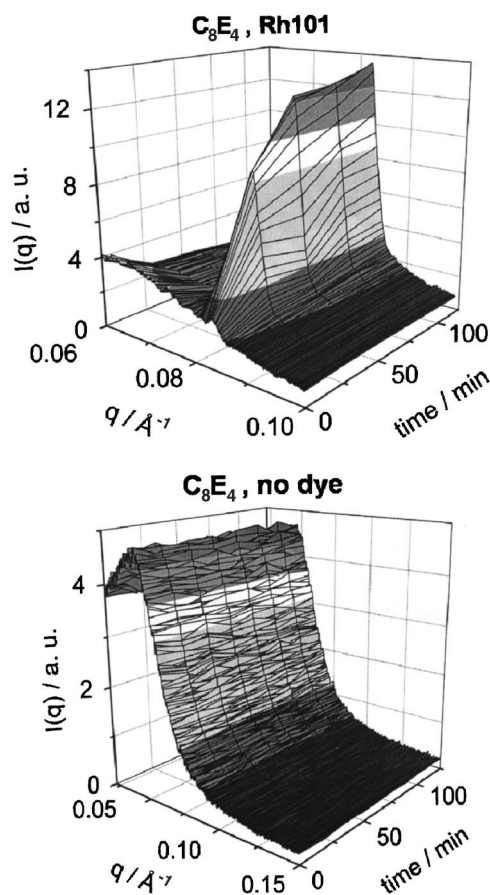 C₈E₄ , Rh101
12
8
4
0
I(q) / a. u.
0.06
0.08
0.10
q / Å⁻¹
0
50
100
time / min
C₈E₄ , no dye
4
2
0
I(q) / a. u.
0.05
0.10
0.15
q / Å⁻¹
0
50
100
time / min